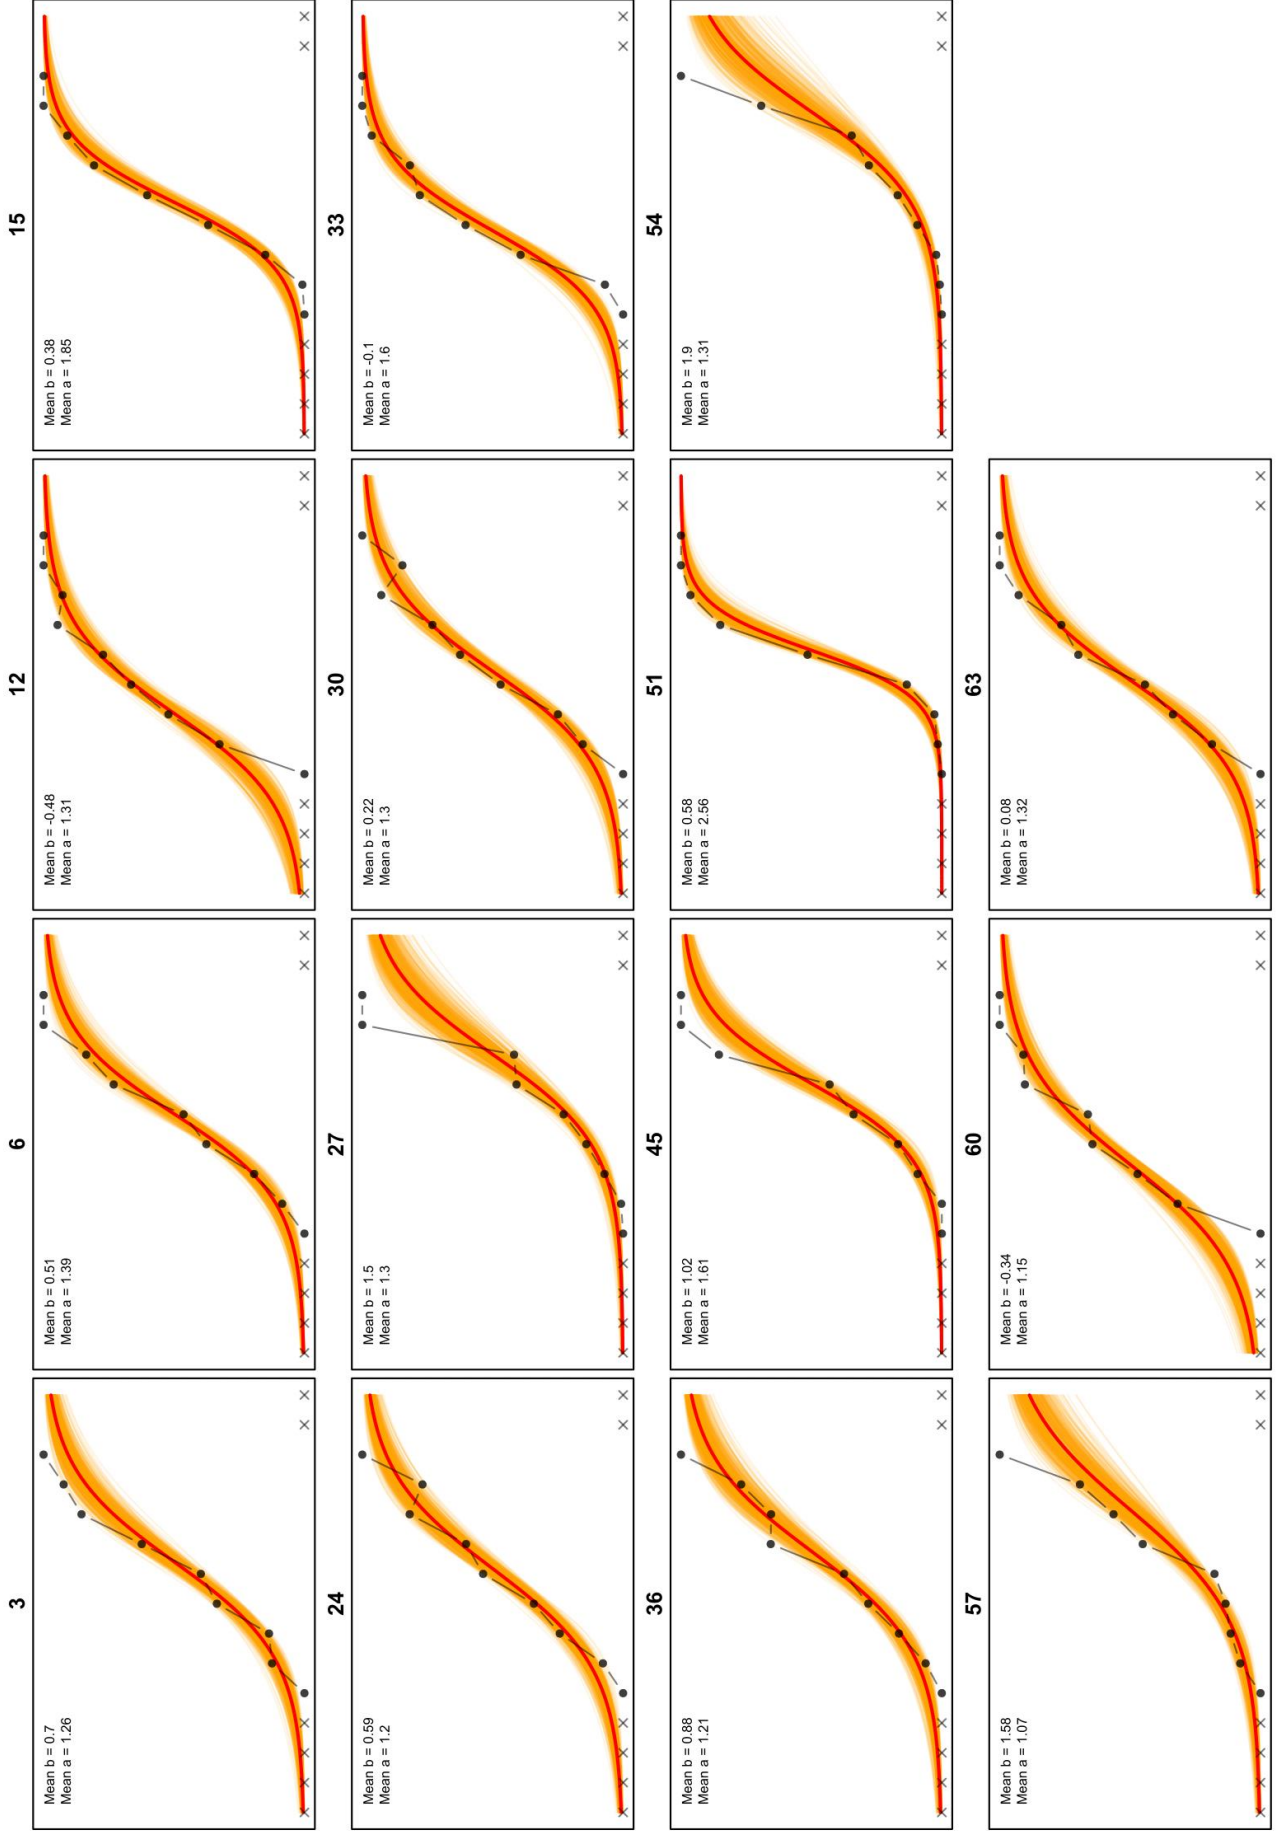 3
Mean b = 0.7
Mean a = 1.26
6
Mean b = 0.51
Mean a = 1.39
12
Mean b = -0.48
Mean a = 1.31
15
Mean b = 0.38
Mean a = 1.85
24
Mean b = 0.59
Mean a = 1.2
27
Mean b = 1.5
Mean a = 1.3
30
Mean b = 0.22
Mean a = 1.3
33
Mean b = -0.1
Mean a = 1.6
36
Mean b = 0.88
Mean a = 1.21
45
Mean b = 1.02
Mean a = 1.61
51
Mean b = 0.58
Mean a = 2.56
54
Mean b = 1.9
Mean a = 1.31
57
Mean b = 1.58
Mean a = 1.07
60
Mean b = -0.34
Mean a = 1.15
63
Mean b = 0.08
Mean a = 1.32